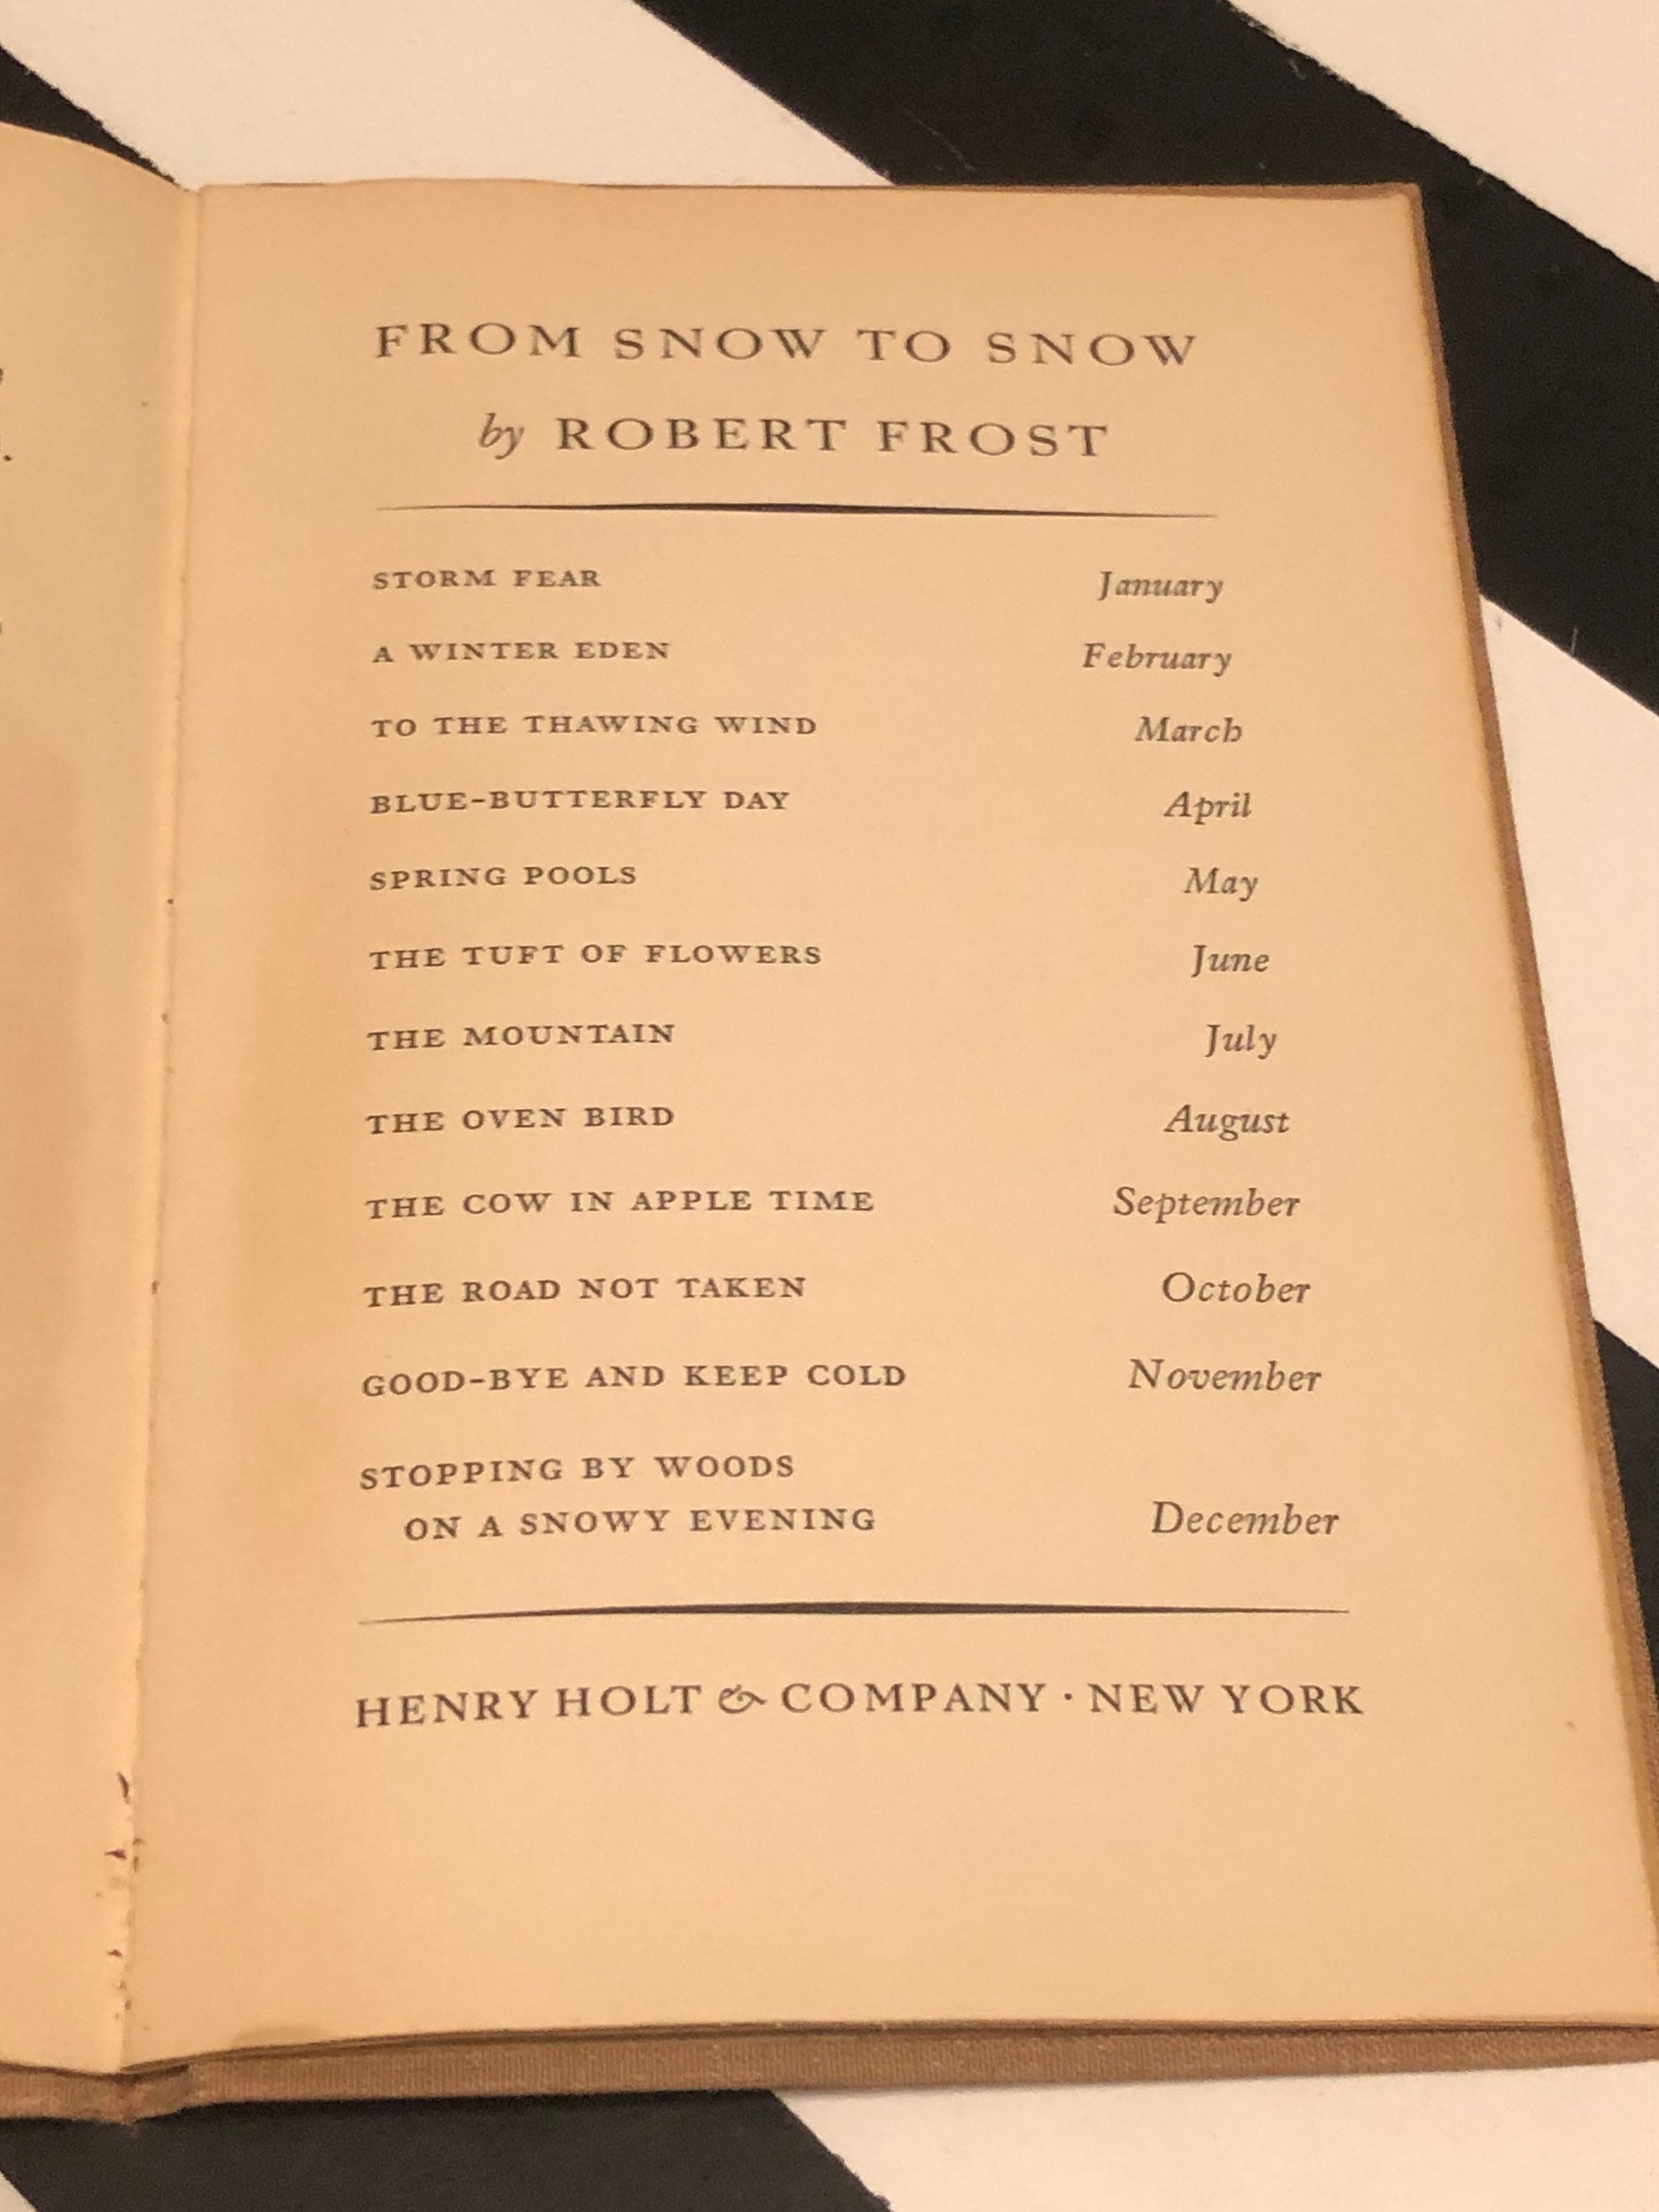 FROM SNOW TO SNOW
by ROBERT FROST
STORM FEAR January
A WINTER EDEN February
TO THE THAWING WIND March
BLUE-BUTTERFLY DAY April
SPRING POOLS May
THE TUFT OF FLOWERS June
THE MOUNTAIN July
THE OVEN BIRD August
THE COW IN APPLE TIME September
THE ROAD NOT TAKEN October
GOOD-BYE AND KEEP COLD November
STOPPING BY WOODS
ON A SNOWY EVENING December
HENRY HOLT & COMPANY · NEW YORK